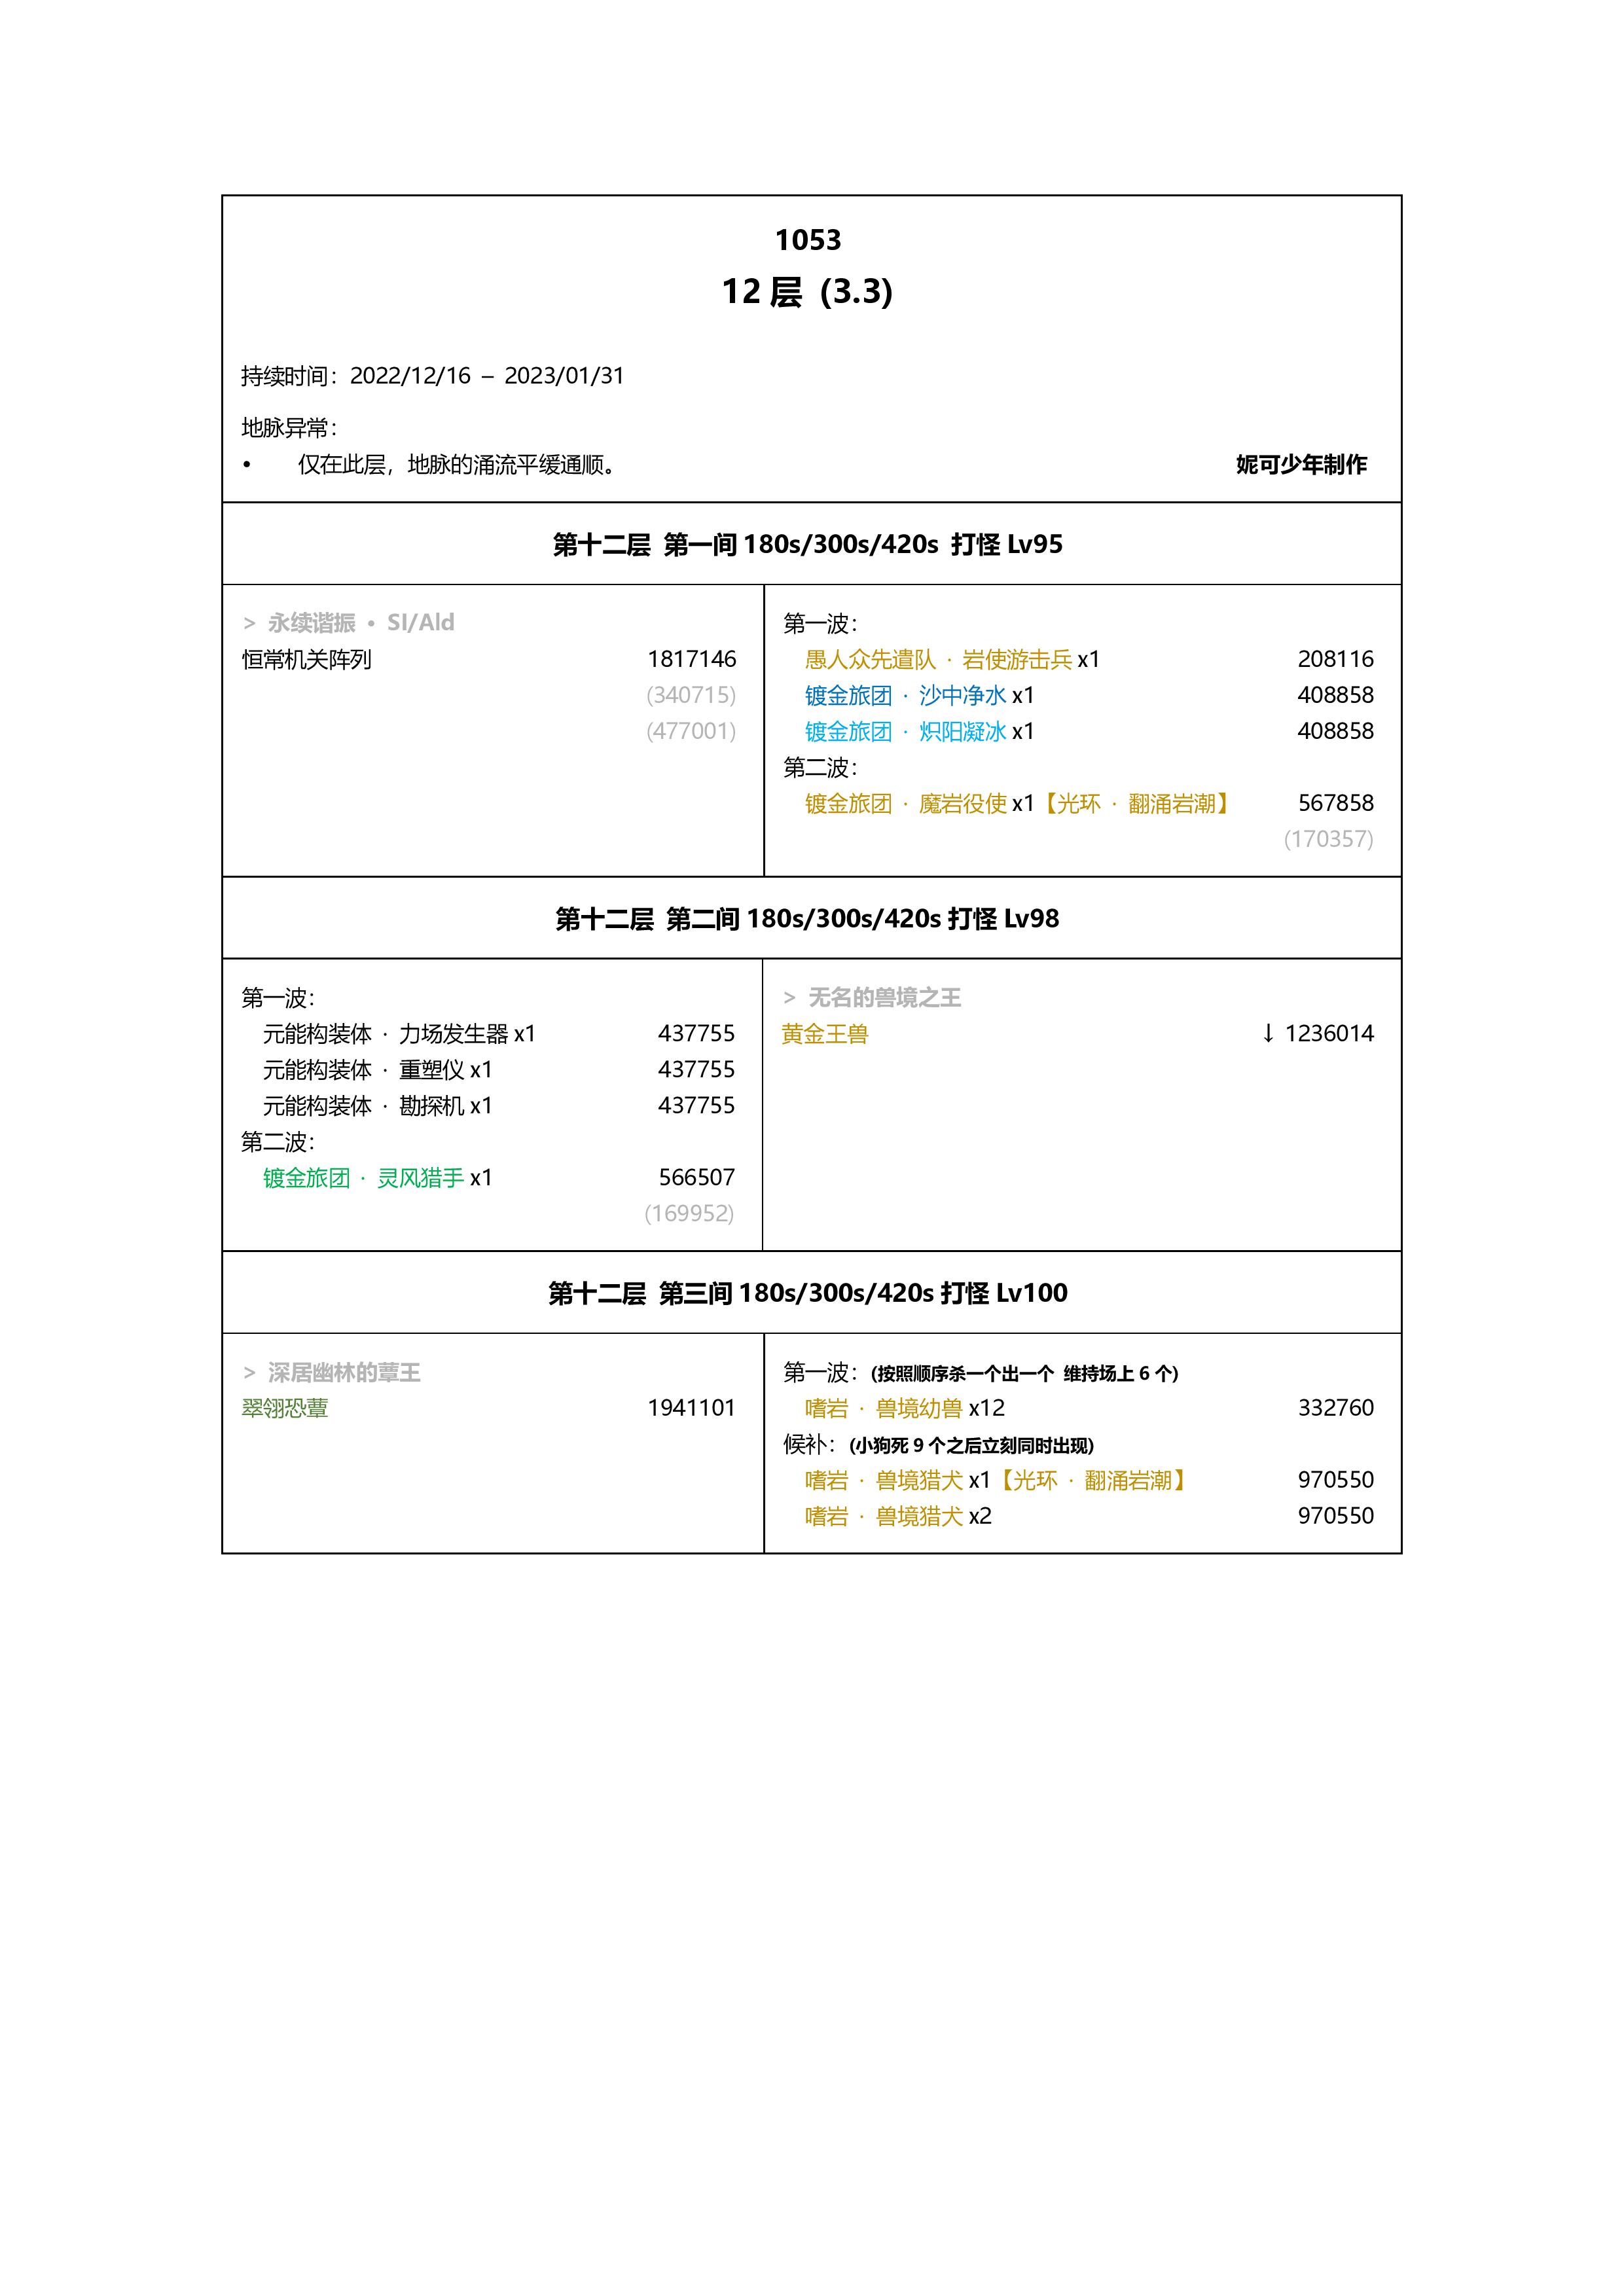 1053
12 层 (3.3)
持续时间：2022/12/16 – 2023/01/31
地脉异常：
• 仅在此层，地脉的涌流平缓通顺。
妮可少年制作
第十二层 第一间 180s/300s/420s 打怪 Lv95
> 永续谐振 • SI/Ald
恒常机关阵列 1817146
(340715)
(477001)
第一波：
愚人众先遣队 · 岩使游击兵 x1 208116
镀金旅团 · 沙中净水 x1 408858
镀金旅团 · 炽阳凝冰 x1 408858
第二波：
镀金旅团 · 魔岩役使 x1【光环 · 翻涌岩潮】 567858
(170357)
第十二层 第二间 180s/300s/420s 打怪 Lv98
第一波：
元能构装体 · 力场发生器 x1 437755
元能构装体 · 重塑仪 x1 437755
元能构装体 · 勘探机 x1 437755
第二波：
镀金旅团 · 灵风猎手 x1 566507
(169952)
> 无名的兽境之王
黄金王兽 ↓ 1236014
第十二层 第三间 180s/300s/420s 打怪 Lv100
> 深居幽林的蕈王
翠翎恐蕈 1941101
第一波：(按照顺序杀一个出一个 维持场上 6 个)
嗜岩 · 兽境幼兽 x12 332760
候补：(小狗死 9 个之后立刻同时出现)
嗜岩 · 兽境猎犬 x1【光环 · 翻涌岩潮】 970550
嗜岩 · 兽境猎犬 x2 970550